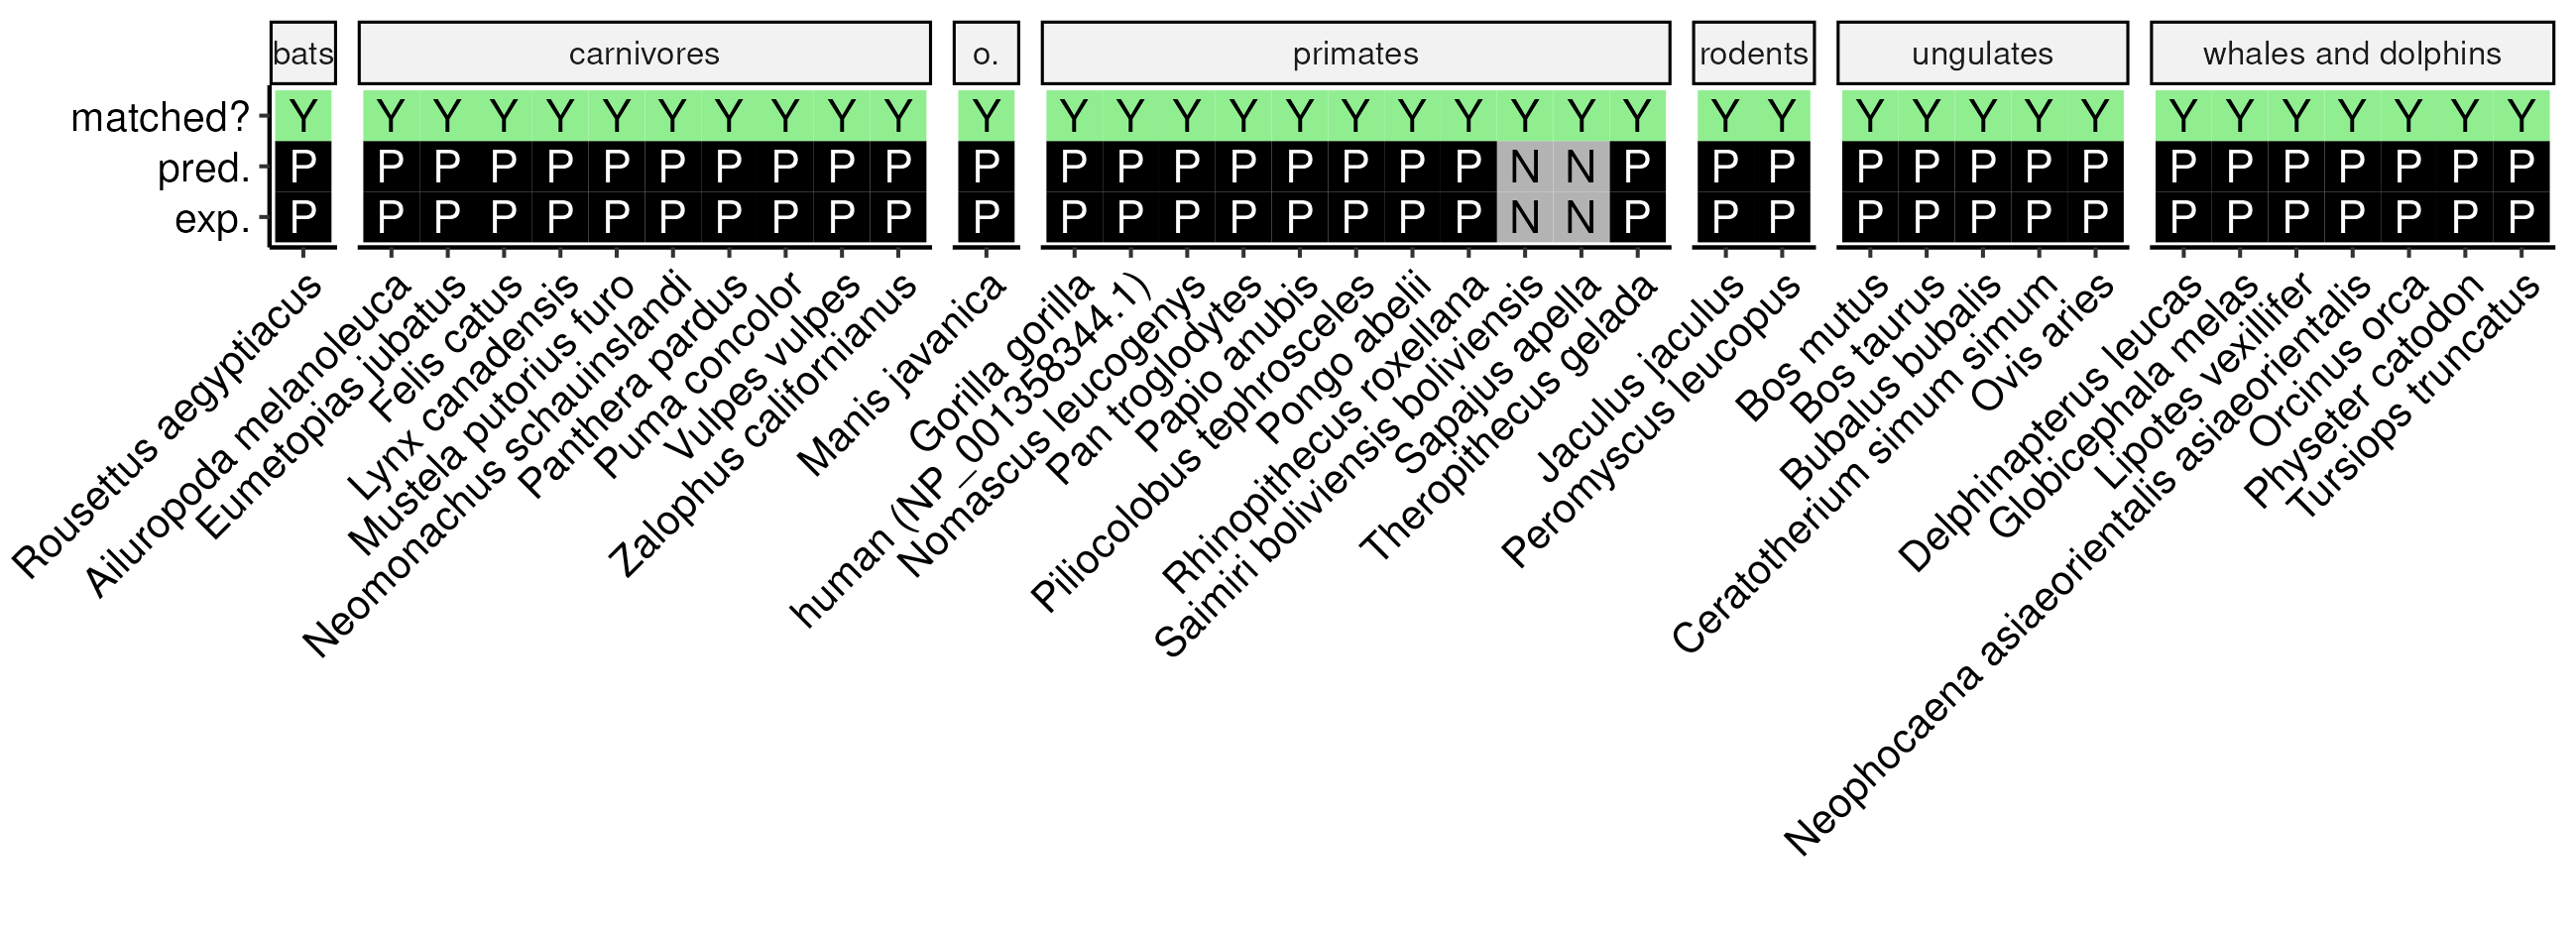 bats carnivores o. primates rodents ungulates whales and dolphins
matched? Y Y Y Y Y Y Y Y Y Y Y Y Y Y Y Y Y Y Y Y Y Y Y Y Y Y Y Y Y Y Y Y Y Y Y Y Y
pred. P P P P P P P P P P P P P P P P P P P P N N P P P P P P P P P P P P P P P
exp. P P P P P P P P P P P P P P P P P P P P N N P P P P P P P P P P P P P P P
Rousettus aegyptiacus
Ailuropoda melanoleuca
Eumetopias jubatus
Felis catus
Lynx canadensis
Mustela putorius furo
Neomonachus schauinslandi
Panthera pardus
Puma concolor
Vulpes vulpes
Zalophus californianus
Manis javanica
Gorilla gorilla
human (NP_001358344.1)
Nomascus leucogenys
Pan troglodytes
Papio anubis
Piliocolobus tephrosceles
Pongo abelii
Rhinopithecus roxellana
Saimiri boliviensis boliviensis
Sapajus apella
Theropithecus gelada
Jaculus jaculus
Peromyscus leucopus
Bos mutus
Bos taurus
Bubalus bubalis
Ceratotherium simum simum
Ovis aries
Delphinapterus leucas
Globicephala melas
Lipotes vexillifer
Neophocaena asiaeorientalis asiaeorientalis
Orcinus orca
Physeter catodon
Tursiops truncatus